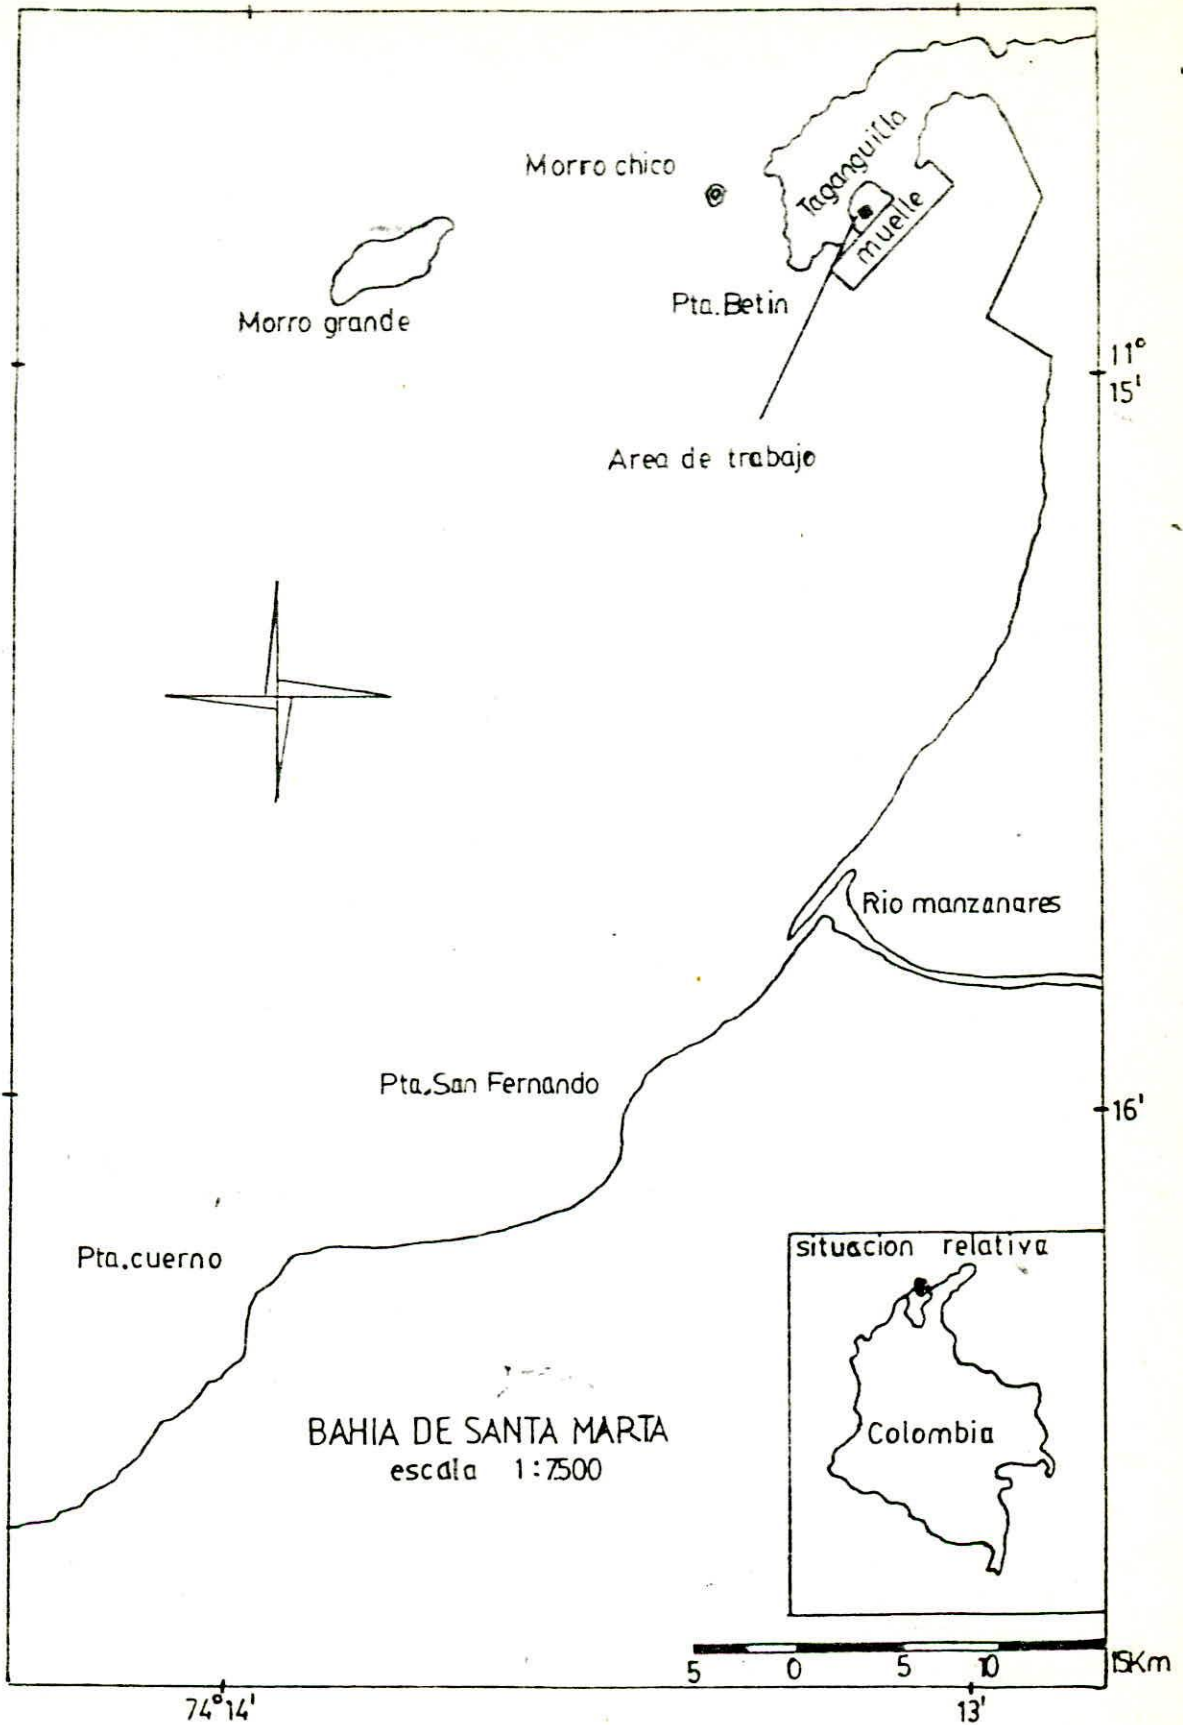 Morro chico
Taganguilla
muelle
Morro grande
Pta. Betin
11°
15'
Area de trabajo
Rio manzanares
Pta. San Fernando
16'
Pta. cuerno
situacion relativa
Colombia
BAHIA DE SANTA MARTA
escala 1:7500
5 0 5 10 15Km
74°14' 13'